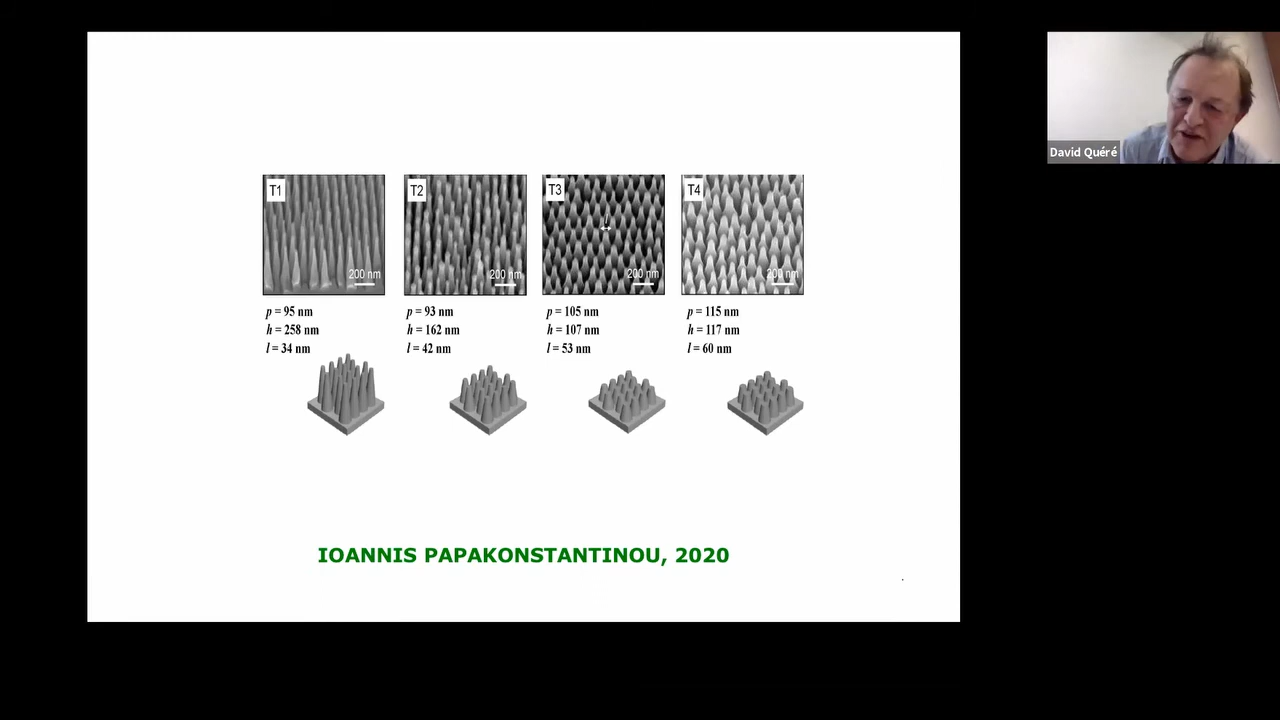 David Quéré
T1
T2
T3
T4
l
200 nm
200 nm
200 nm
200 nm
p = 95 nm
h = 258 nm
l = 34 nm
p = 93 nm
h = 162 nm
l = 42 nm
p = 105 nm
h = 107 nm
l = 53 nm
p = 115 nm
h = 117 nm
l = 60 nm
IOANNIS PAPAKONSTANTINOU, 2020